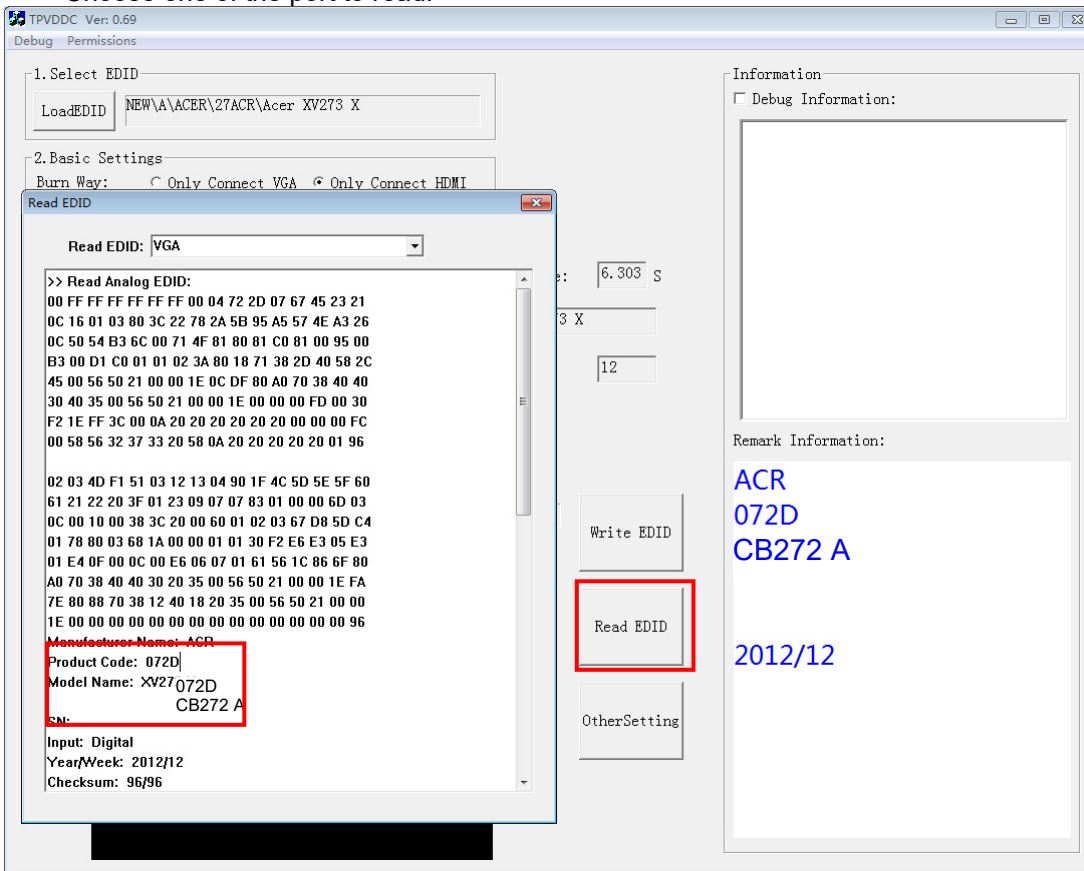 TPVDDC Ver: 0.69
Debug Permissions
1.Select EDID
LoadEDID
NEW\A\ACER\27ACR\Acer XV273 X
2.Basic Settings
Burn Way: Only Connect VGA Only Connect HDMI
Read EDID
Read EDID: VGA
>> Read Analog EDID:
00 FF FF FF FF FF FF 00 04 72 2D 07 67 45 23 21
0C 16 01 03 80 3C 22 78 2A 5B 95 A5 57 4E A3 26
0C 50 54 B3 6C 00 71 4F 81 80 81 C0 81 00 95 00
B3 00 D1 C0 01 01 02 3A 80 18 71 38 2D 40 58 2C
45 00 56 50 21 00 00 1E 0C DF 80 A0 70 38 40 40
30 40 35 00 56 50 21 00 00 1E 00 00 00 FD 00 30
F2 1E FF 3C 00 0A 20 20 20 20 20 20 00 00 00 FC
00 58 56 32 37 33 20 58 0A 20 20 20 20 20 01 96
02 03 4D F1 51 03 12 13 04 90 1F 4C 5D 5E 5F 60
61 21 22 20 3F 01 23 09 07 07 83 01 00 00 6D 03
0C 00 10 00 38 3C 20 00 60 01 02 03 67 D8 5D C4
01 78 80 03 68 1A 00 00 01 01 30 F2 E6 E3 05 E3
01 E4 0F 00 0C 00 E6 06 07 01 61 56 1C 86 6F 80
A0 70 38 40 40 30 20 35 00 56 50 21 00 00 1E FA
7E 80 88 70 38 12 40 18 20 35 00 56 50 21 00 00
1E 00 00 00 00 00 00 00 00 00 00 00 00 00 00 96
Manufacturer Name: ACR
Product Code: 072D
Model Name: XV27
072D
CB272 A
SN:
Input: Digital
Year/Week: 2012/12
Checksum: 96/96
6.303 S
3 X
12
Write EDID
Read EDID
OtherSetting
Information
Debug Information:
Remark Information:
ACR
072D
CB272 A
2012/12